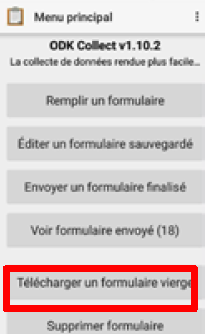 Menu principal
ODK Collect v1.10.2
La collecte de données rendue plus facile...
Remplir un formulaire
Éditer un formulaire sauvegardé
Envoyer un formulaire finalisé
Voir formulaire envoyé (18)
Télécharger un formulaire vierge
Supprimer formulaire